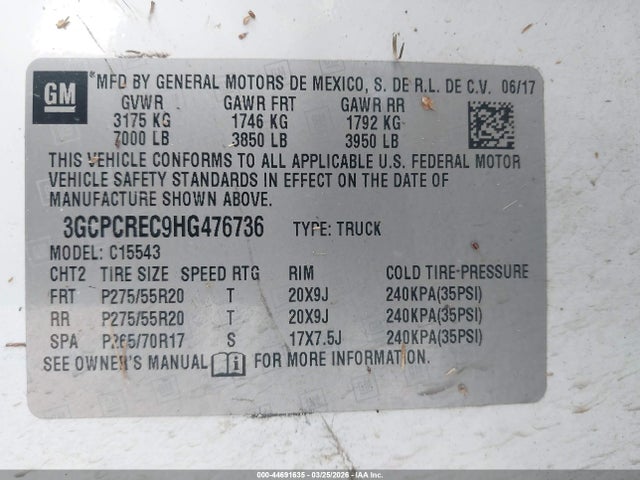 GM *MFD BY GENERAL MOTORS DE MEXICO, S. DE R.L. DE C.V. 06/17
GVWR GAWR FRT GAWR RR
3175 KG 1746 KG 1792 KG
7000 LB 3850 LB 3950 LB
THIS VEHICLE CONFORMS TO ALL APPLICABLE U.S. FEDERAL MOTOR
VEHICLE SAFETY STANDARDS IN EFFECT ON THE DATE OF
MANUFACTURE SHOWN ABOVE.
3GCPCREC9HG476736 TYPE: TRUCK
MODEL: C15543
CHT2 TIRE SIZE SPEED RTG RIM COLD TIRE-PRESSURE
FRT P275/55R20 T 20X9J 240KPA(35PSI)
RR P275/55R20 T 20X9J 240KPA(35PSI)
SPA P265/70R17 S 17X7.5J 240KPA(35PSI)
SEE OWNER'S MANUAL FOR MORE INFORMATION.
000-44691635 - 03/25/2026 - IAAI.COM